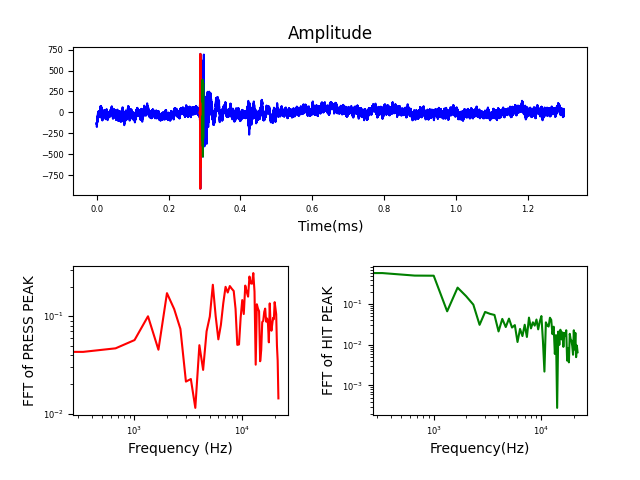 Amplitude
750
500
250
0
−250
−500
−750
0.0 0.2 0.4 0.6 0.8 1.0 1.2
Time(ms)
FFT of PRESS PEAK
10⁻¹
10⁻²
10³ 10⁴
Frequency (Hz)
FFT of HIT PEAK
10⁻¹
10⁻²
10⁻³
10³ 10⁴
Frequency(Hz)